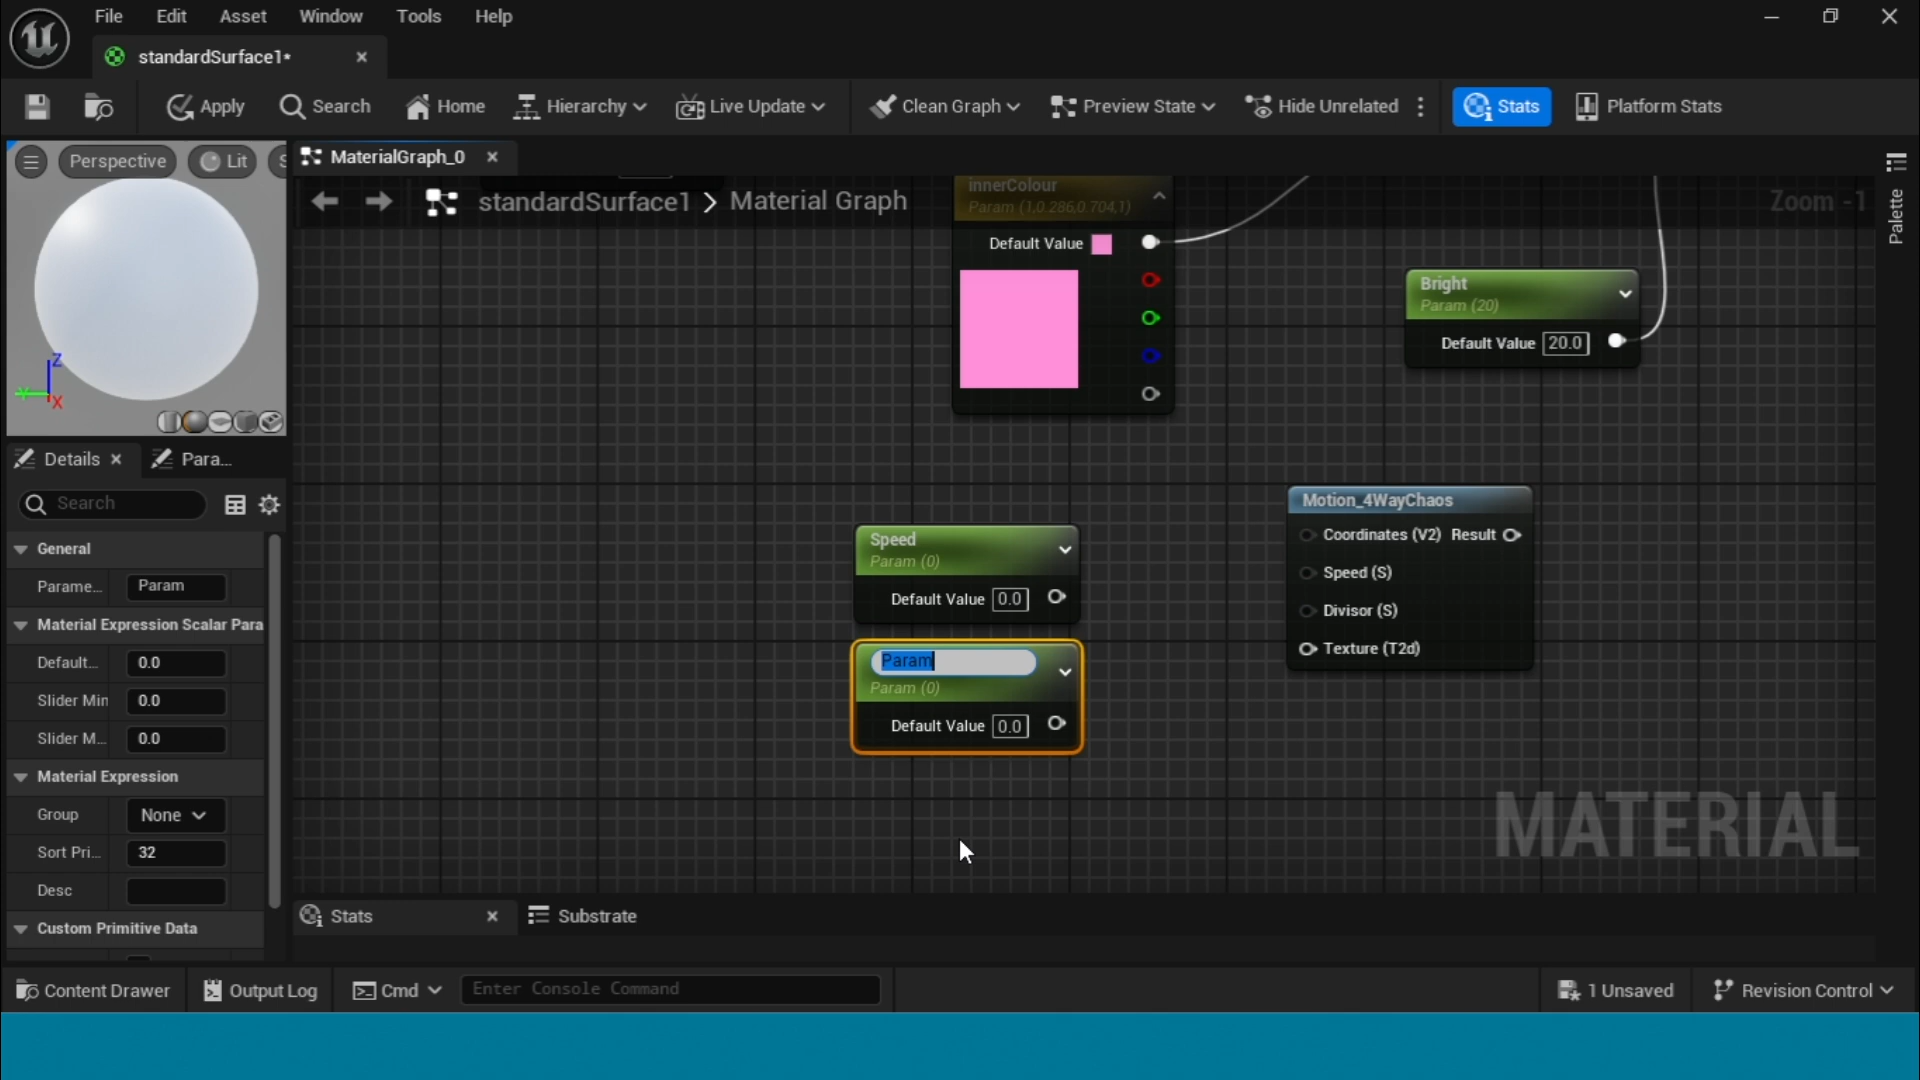 File Edit Asset Window Tools Help
standardSurface1•
Apply Search Home Hierarchy Live Update Clean Graph Preview State Hide Unrelated Stats Platform Stats
Perspective Lit S
MaterialGraph_0
standardSurface1 > Material Graph
Zoom -1
Palette
innerColour
Param (1,0.286,0.704,1)
Default Value
Bright
Param (20)
Default Value 20.0
Z
Y
X
Details Para...
Search
General
Parame... Param
Material Expression Scalar Para
Default... 0.0
Slider Min 0.0
Slider M... 0.0
Material Expression
Group None
Sort Pri... 32
Desc
Custom Primitive Data
Motion_4WayChaos
Coordinates (V2) Result
Speed (S)
Divisor (S)
Texture (T2d)
Speed
Param (0)
Default Value 0.0
Param
Param (0)
Default Value 0.0
MATERIAL
Stats Substrate
Content Drawer Output Log Cmd Enter Console Command 1 Unsaved Revision Control